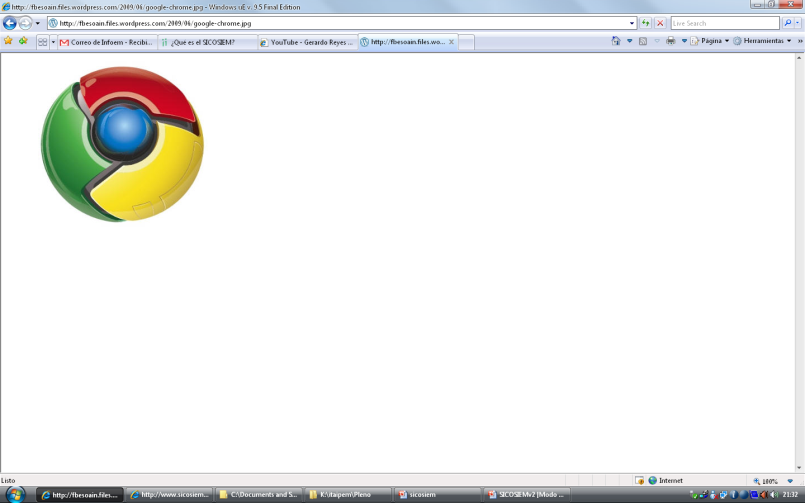 http://fbesoain.files.wordpress.com/2009/06/google-chrome.jpg - Windows uE v. 9.5 Final Edition
http://fbesoain.files.wordpress.com/2009/06/google-chrome.jpg
Live Search
Correo de Infoem - Recibi...
¿Que es el SICOSIEM?
YouTube - Gerardo Reyes ...
http://fbesoain.files.wo...
Página
Herramientas
Listo
Internet
100%
http://fbesoain.files....
http://www.sicosiem...
C:\Documents and S...
K:\itaipem\Pleno
sicosiem
SICOSIEMv2 [Modo ...
21:32